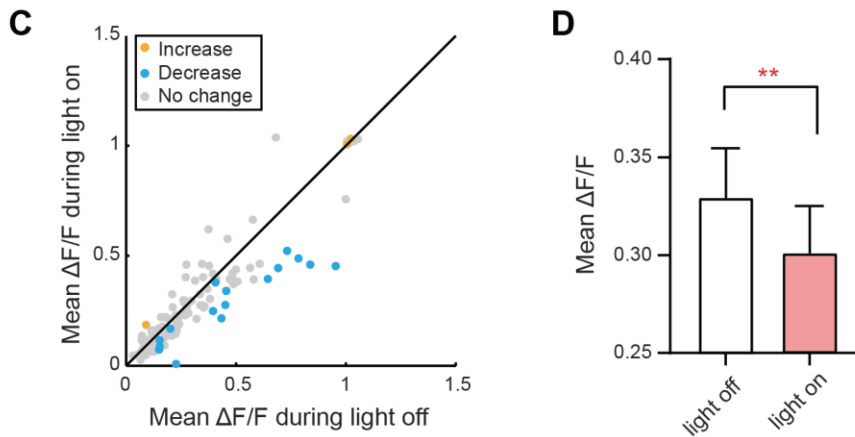 C
1.5
1
0.5
0
Mean ΔF/F during light on
Increase
Decrease
No change
0
0.5
1
1.5
Mean ΔF/F during light off
D
0.40
0.35
0.30
0.25
Mean ΔF/F
**
light off
light on